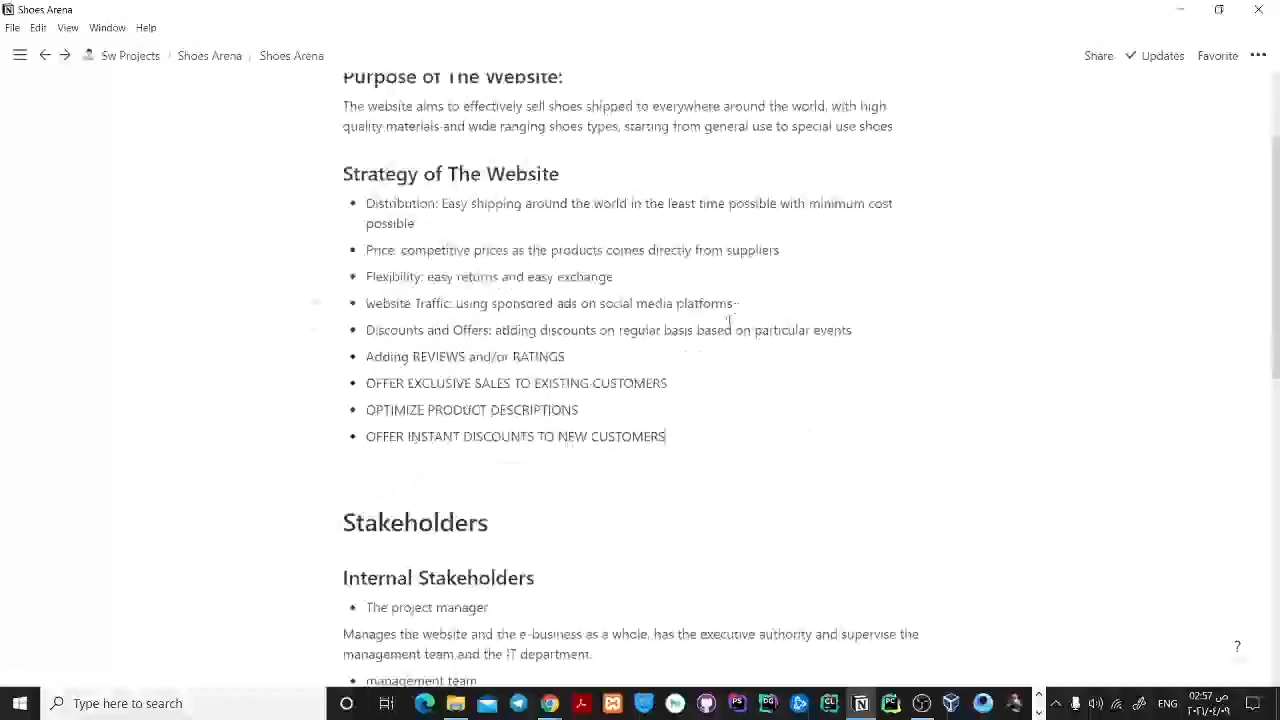 Shoes Arena
File Edit View Window Help
Sw Projects / Shoes Arena / Shoes Arena
Share Updates Favorite
Purpose of The Website:
The website aims to effectively sell shoes shipped to everywhere around the world, with high
quality materials and wide ranging shoes types, starting from general use to special use shoes
Strategy of The Website
• Distribution: Easy shipping around the world in the least time possible with minimum cost
possible
• Price: competitive prices as the products comes directly from suppliers
• Flexibility: easy returns and easy exchange
• Website Traffic: using sponsored ads on social media platforms
• Discounts and Offers: adding discounts on regular basis based on particular events
• Adding REVIEWS and/or RATINGS
• OFFER EXCLUSIVE SALES TO EXISTING CUSTOMERS
• OPTIMIZE PRODUCT DESCRIPTIONS
• OFFER INSTANT DISCOUNTS TO NEW CUSTOMERS
Stakeholders
Internal Stakeholders
• The project manager
Manages the website and the e-business as a whole, has the executive authority and supervise the
management team and the IT department.
• management team
?
Type here to search
PS DG CL PC
ENG
٠٢:٥٧ ص